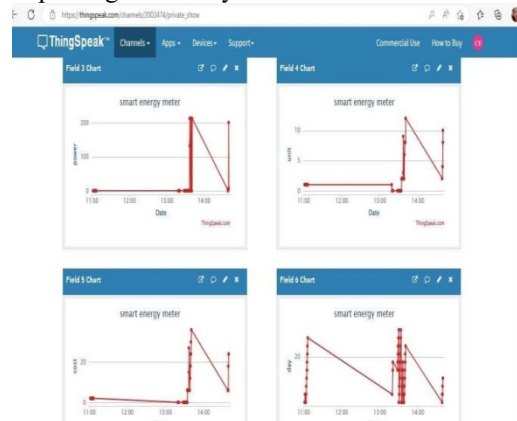 https://thingspeak.com/channels/2002474/private_show
ThingSpeak™ Channels Apps Devices Support Commercial Use How to Buy
Field 3 Chart
smart energy meter
power
200
100
0
11:00 12:00 13:00 14:00
Date
ThingSpeak.com
Field 4 Chart
smart energy meter
unit
10
5
0
11:00 12:00 13:00 14:00
Date
ThingSpeak.com
Field 5 Chart
smart energy meter
cost
20
0
11:00 12:00 13:00 14:00
Field 6 Chart
smart energy meter
day
20
11:00 12:00 13:00 14:00